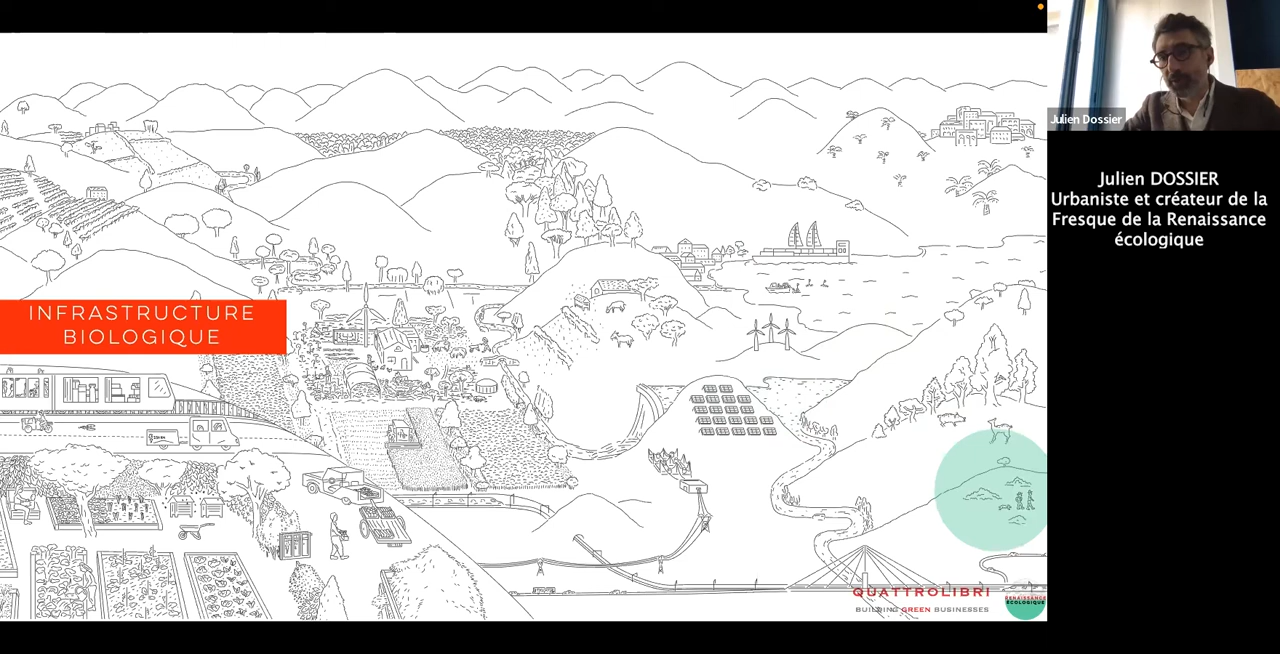 Julien Dossier
Julien DOSSIER
Urbaniste et créateur de la
Fresque de la Renaissance
écologique
INFRASTRUCTURE
BIOLOGIQUE
QUATTROLIBRI
BUILDING GREEN BUSINESSES
RENAISSANCE
ÉCOLOGIQUE